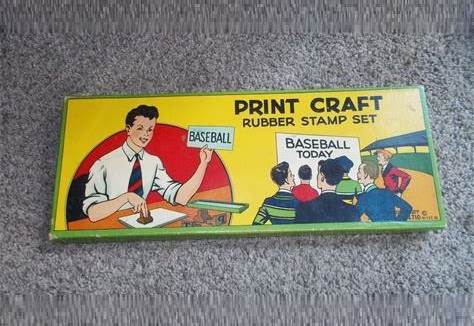 PRINT CRAFT
RUBBER STAMP SET
BASEBALL
BASEBALL
TODAY